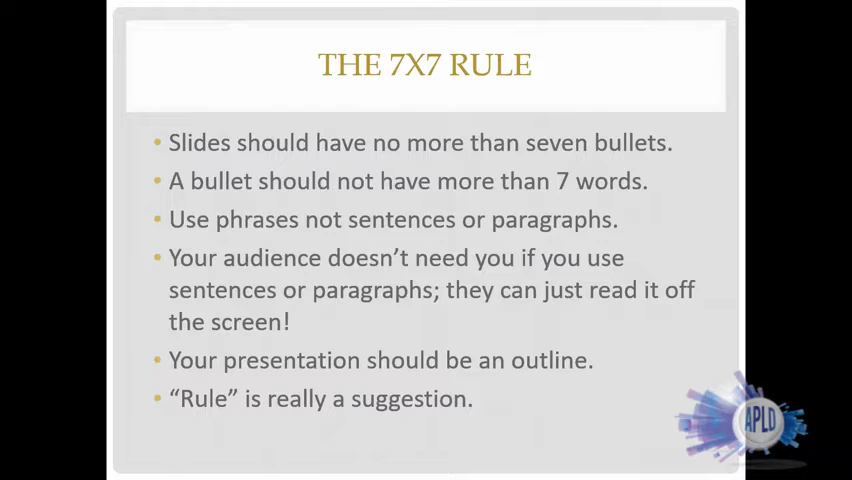 THE 7X7 RULE
• Slides should have no more than seven bullets.
• A bullet should not have more than 7 words.
• Use phrases not sentences or paragraphs.
• Your audience doesn’t need you if you use
sentences or paragraphs; they can just read it off
the screen!
• Your presentation should be an outline.
• “Rule” is really a suggestion.
APLD